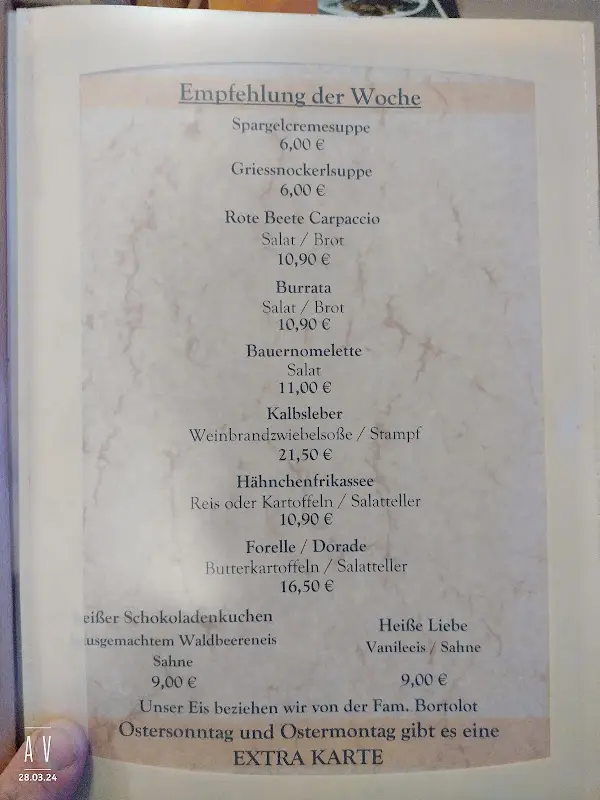 Empfehlung der Woche
Spargelcremesuppe
6,00 €
Griessnockerlsuppe
6,00 €
Rote Beete Carpaccio
Salat / Brot
10,90 €
Burrata
Salat / Brot
10,90 €
Bauernomelette
Salat
11,00 €
Kalbsleber
Weinbrandzwiebelsoße / Stampf
21,50 €
Hähnchenfrikassee
Reis oder Kartoffeln / Salatteller
10,90 €
Forelle / Dorade
Butterkartoffeln / Salatteller
16,50 €
eißer Schokoladenkuchen
ausgemachtem Waldbeereneis
Sahne
9,00 €
Heiße Liebe
Vanilleeis / Sahne
9,00 €
Unser Eis beziehen wir von der Fam. Bortolot
Ostersonntag und Ostermontag gibt es eine
EXTRA KARTE
AV
28.03.24